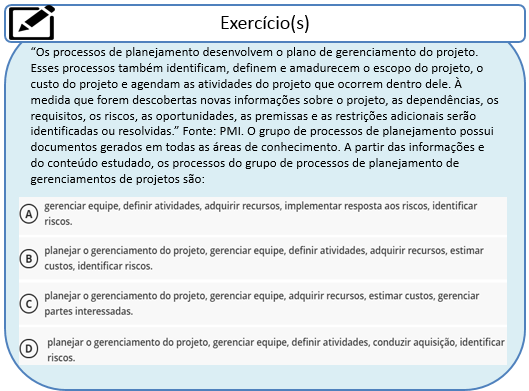 Exercício(s)
“Os processos de planejamento desenvolvem o plano de gerenciamento do projeto.
Esses processos também identificam, definem e amadurecem o escopo do projeto, o
custo do projeto e agendam as atividades do projeto que ocorrem dentro dele. À
medida que forem descobertas novas informações sobre o projeto, as dependências, os
requisitos, os riscos, as oportunidades, as premissas e as restrições adicionais serão
identificadas ou resolvidas.” Fonte: PMI. O grupo de processos de planejamento possui
documentos gerados em todas as áreas de conhecimento. A partir das informações e
do conteúdo estudado, os processos do grupo de processos de planejamento de
gerenciamentos de projetos são:
A gerenciar equipe, definir atividades, adquirir recursos, implementar resposta aos riscos, identificar
riscos.
B planejar o gerenciamento do projeto, gerenciar equipe, definir atividades, adquirir recursos, estimar
custos, identificar riscos.
C planejar o gerenciamento do projeto, gerenciar equipe, adquirir recursos, estimar custos, gerenciar
partes interessadas.
D planejar o gerenciamento do projeto, gerenciar equipe, definir atividades, conduzir aquisição, identificar
riscos.